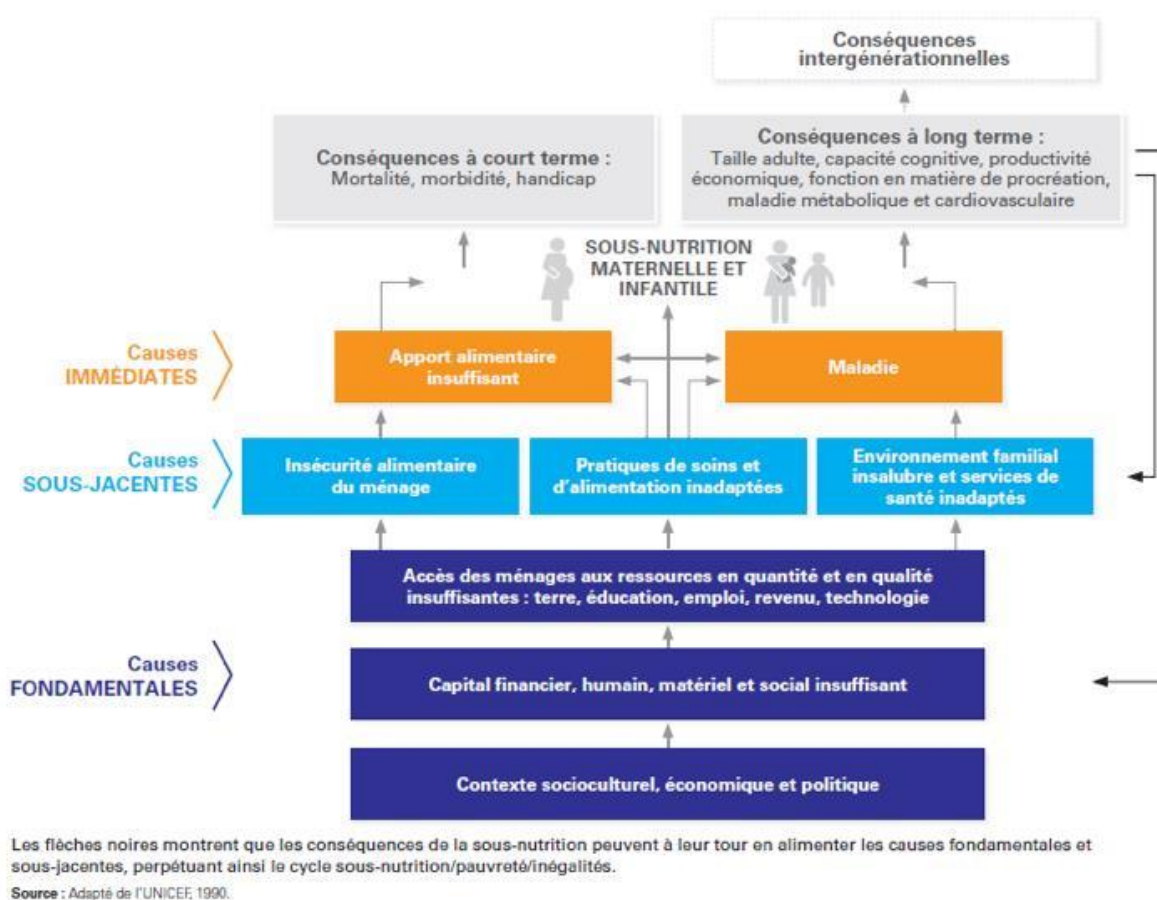 Conséquences
intergénérationnelles
Conséquences à court terme :
Mortalité, morbidité, handicap
Conséquences à long terme :
Taille adulte, capacité cognitive, productivité
économique, fonction en matière de procréation,
maladie métabolique et cardiovasculaire
SOUS-NUTRITION
MATERNELLE ET
INFANTILE
Causes
IMMÉDIATES
Apport alimentaire
insuffisant
Maladie
Causes
SOUS-JACENTES
Insécurité alimentaire
du ménage
Pratiques de soins et
d'alimentation inadaptées
Environnement familial
insalubre et services de
santé inadaptés
Accès des ménages aux ressources en quantité et en qualité
insuffisantes : terre, éducation, emploi, revenu, technologie
Causes
FONDAMENTALES
Capital financier, humain, matériel et social insuffisant
Contexte socioculturel, économique et politique
Les flèches noires montrent que les conséquences de la sous-nutrition peuvent à leur tour en alimenter les causes fondamentales et
sous-jacentes, perpétuant ainsi le cycle sous-nutrition/pauvreté/inégalités.
Source : Adapté de l'UNICEF, 1990.